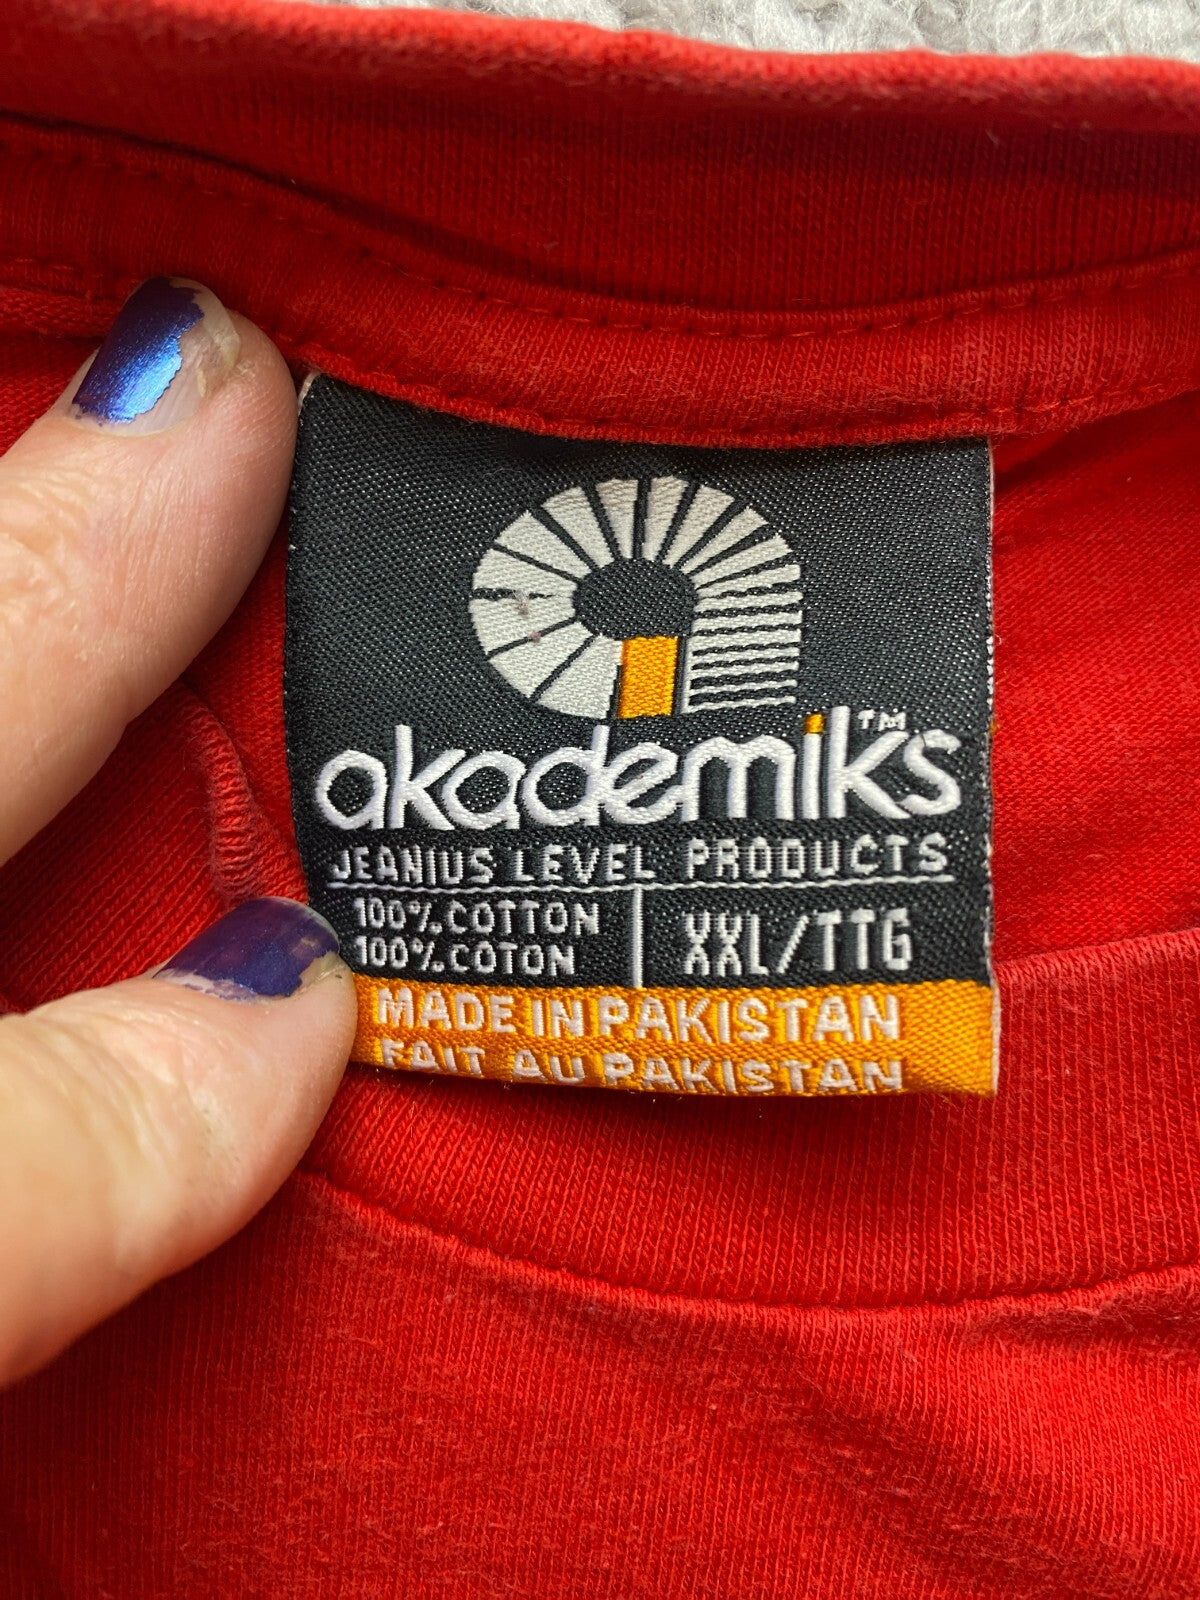 akademiks™
JEANIUS LEVEL PRODUCTS
100% COTTON
100% COTON
XXL/TTG
MADE IN PAKISTAN
FAIT AU PAKISTAN